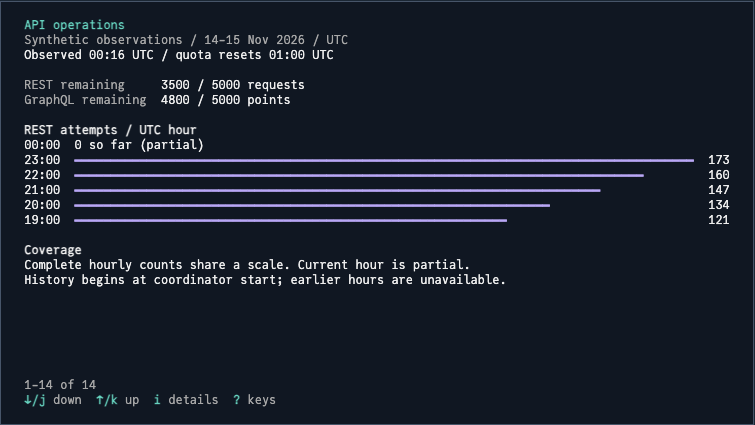 API operations
Synthetic observations / 14–15 Nov 2026 / UTC
Observed 00:16 UTC / quota resets 01:00 UTC
REST remaining 3500 / 5000 requests
GraphQL remaining 4800 / 5000 points
REST attempts / UTC hour
00:00 0 so far (partial)
23:00 173
22:00 160
21:00 147
20:00 134
19:00 121
Coverage
Complete hourly counts share a scale. Current hour is partial.
History begins at coordinator start; earlier hours are unavailable.
1–14 of 14
↓/j down ↑/k up i details ? keys